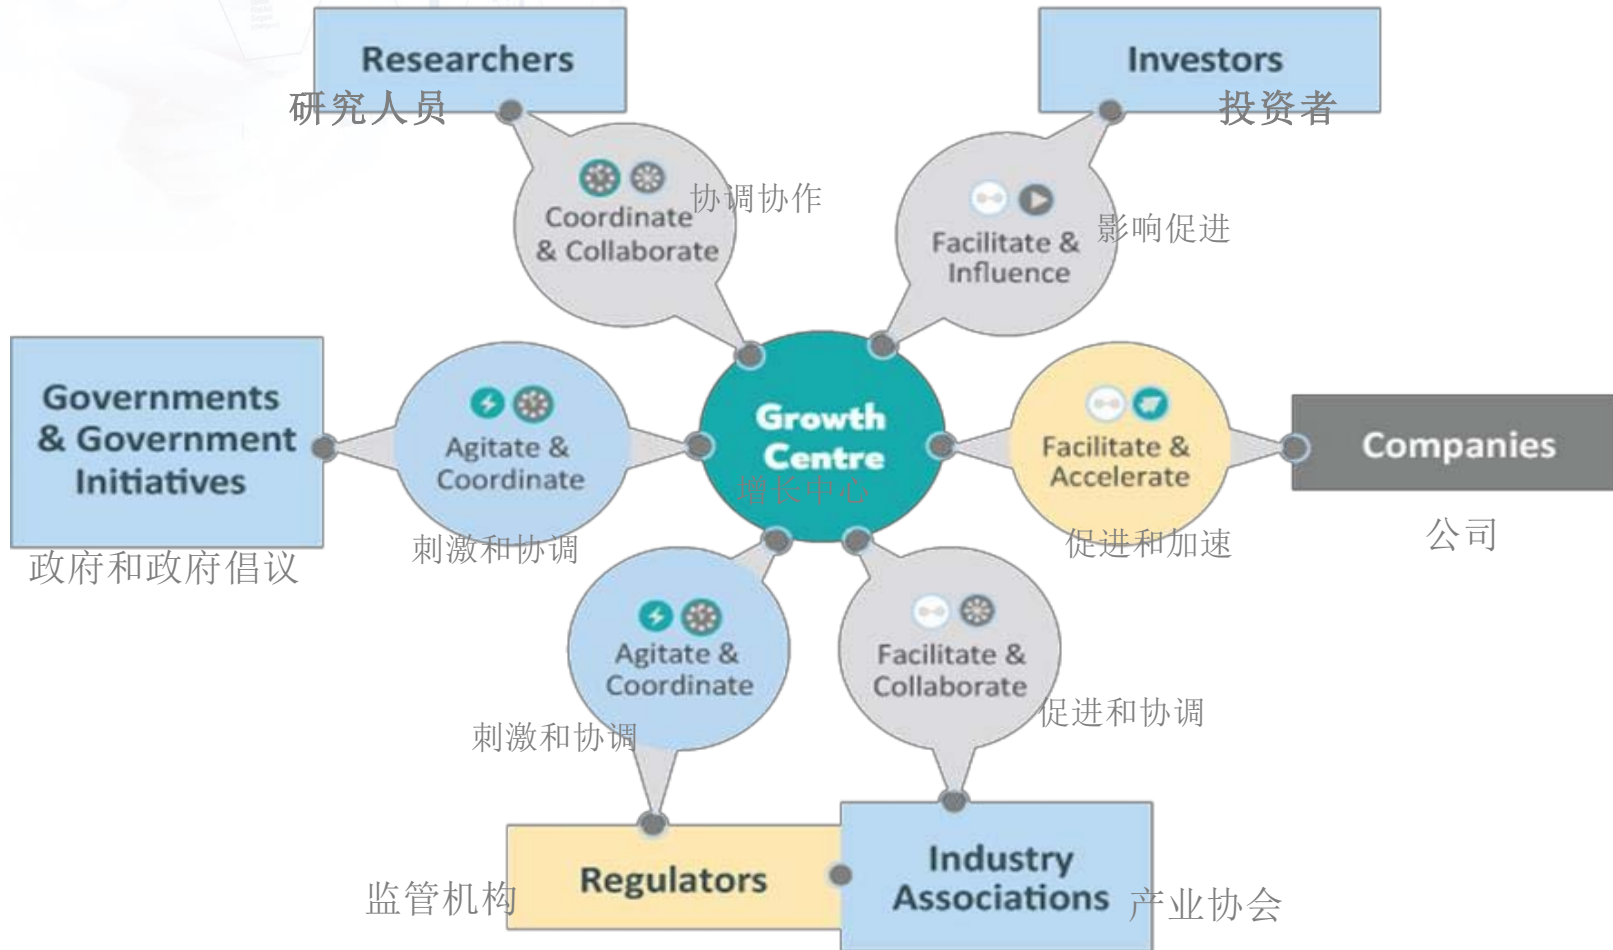 Researchers
研究人员
Investors
投资者
Coordinate
& Collaborate
协调协作
Facilitate &
Influence
影响促进
Governments
& Government
Initiatives
政府和政府倡议
Agitate &
Coordinate
刺激和协调
Growth
Centre
增长中心
Facilitate &
Accelerate
促进和加速
Companies
公司
Agitate &
Coordinate
刺激和协调
Facilitate &
Collaborate
促进和协调
Regulators
监管机构
Industry
Associations
产业协会